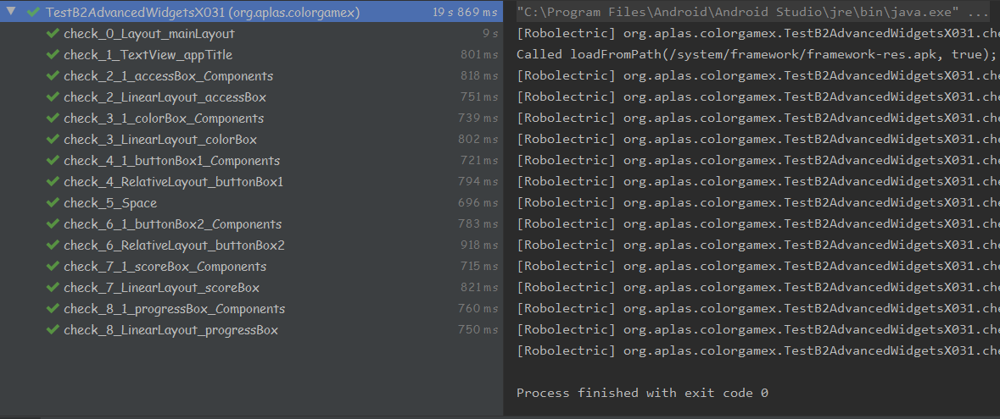 TestB2AdvancedWidgetsX031 (org.aplas.colorgamex) 19 s 869 ms
check_0_Layout_mainLayout 9 s
check_1_TextView_appTitle 801 ms
check_2_1_accessBox_Components 818 ms
check_2_LinearLayout_accessBox 751 ms
check_3_1_colorBox_Components 739 ms
check_3_LinearLayout_colorBox 802 ms
check_4_1_buttonBox1_Components 721 ms
check_4_RelativeLayout_buttonBox1 794 ms
check_5_Space 696 ms
check_6_1_buttonBox2_Components 783 ms
check_6_RelativeLayout_buttonBox2 918 ms
check_7_1_scoreBox_Components 715 ms
check_7_LinearLayout_scoreBox 821 ms
check_8_1_progressBox_Components 760 ms
check_8_LinearLayout_progressBox 750 ms
"C:\Program Files\Android\Android Studio\jre\bin\java.exe" ...
[Robolectric] org.aplas.colorgamex.TestB2AdvancedWidgetsX031.che
Called loadFromPath(/system/framework/framework-res.apk, true);
[Robolectric] org.aplas.colorgamex.TestB2AdvancedWidgetsX031.che
[Robolectric] org.aplas.colorgamex.TestB2AdvancedWidgetsX031.che
[Robolectric] org.aplas.colorgamex.TestB2AdvancedWidgetsX031.che
[Robolectric] org.aplas.colorgamex.TestB2AdvancedWidgetsX031.che
[Robolectric] org.aplas.colorgamex.TestB2AdvancedWidgetsX031.che
[Robolectric] org.aplas.colorgamex.TestB2AdvancedWidgetsX031.che
[Robolectric] org.aplas.colorgamex.TestB2AdvancedWidgetsX031.che
[Robolectric] org.aplas.colorgamex.TestB2AdvancedWidgetsX031.che
[Robolectric] org.aplas.colorgamex.TestB2AdvancedWidgetsX031.che
[Robolectric] org.aplas.colorgamex.TestB2AdvancedWidgetsX031.che
[Robolectric] org.aplas.colorgamex.TestB2AdvancedWidgetsX031.che
[Robolectric] org.aplas.colorgamex.TestB2AdvancedWidgetsX031.che
[Robolectric] org.aplas.colorgamex.TestB2AdvancedWidgetsX031.che
[Robolectric] org.aplas.colorgamex.TestB2AdvancedWidgetsX031.che
Process finished with exit code 0